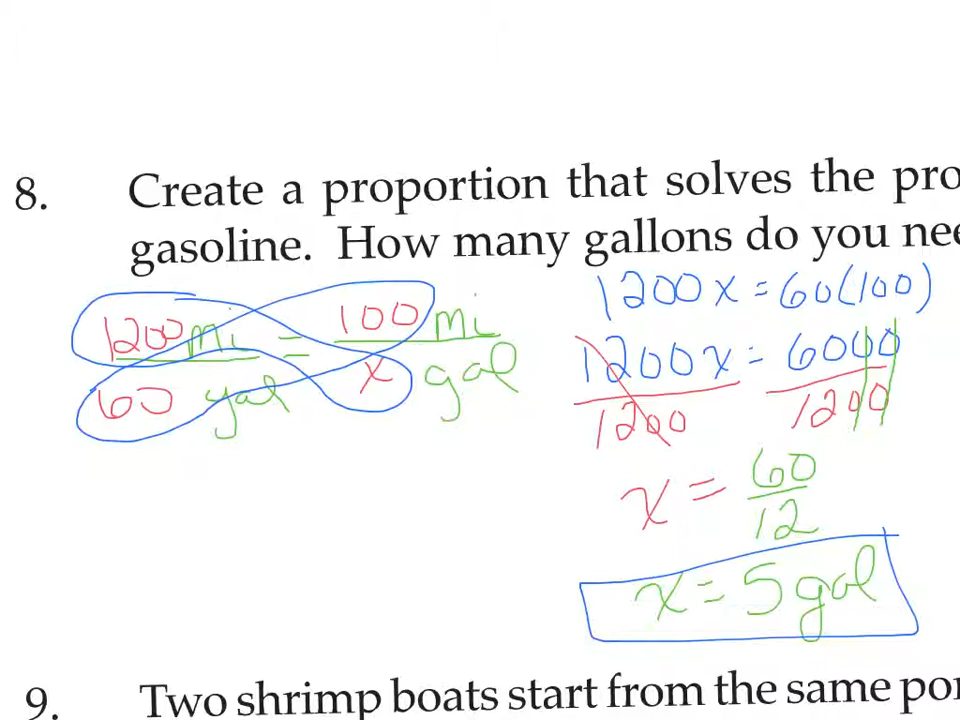 8. Create a proportion that solves the pro
gasoline. How many gallons do you nee
1200 mi = 100 mi
60 gal x gal
1200x = 60(100)
1200x = 6000
1200 1200
x = 60
12
x = 5 gal
9. Two shrimp boats start from the same por